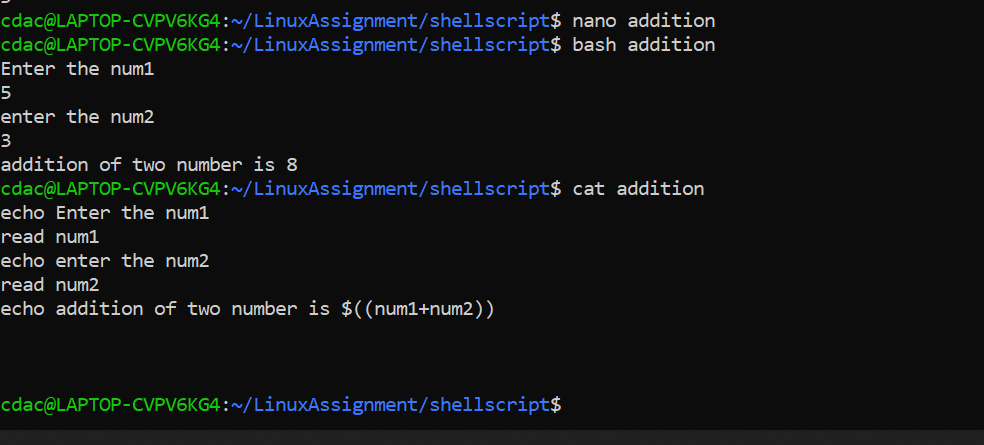 cdac@LAPTOP-CVPV6KG4:~/LinuxAssignment/shellscript$ nano addition
cdac@LAPTOP-CVPV6KG4:~/LinuxAssignment/shellscript$ bash addition
Enter the num1
5
enter the num2
3
addition of two number is 8
cdac@LAPTOP-CVPV6KG4:~/LinuxAssignment/shellscript$ cat addition
echo Enter the num1
read num1
echo enter the num2
read num2
echo addition of two number is $((num1+num2))
cdac@LAPTOP-CVPV6KG4:~/LinuxAssignment/shellscript$